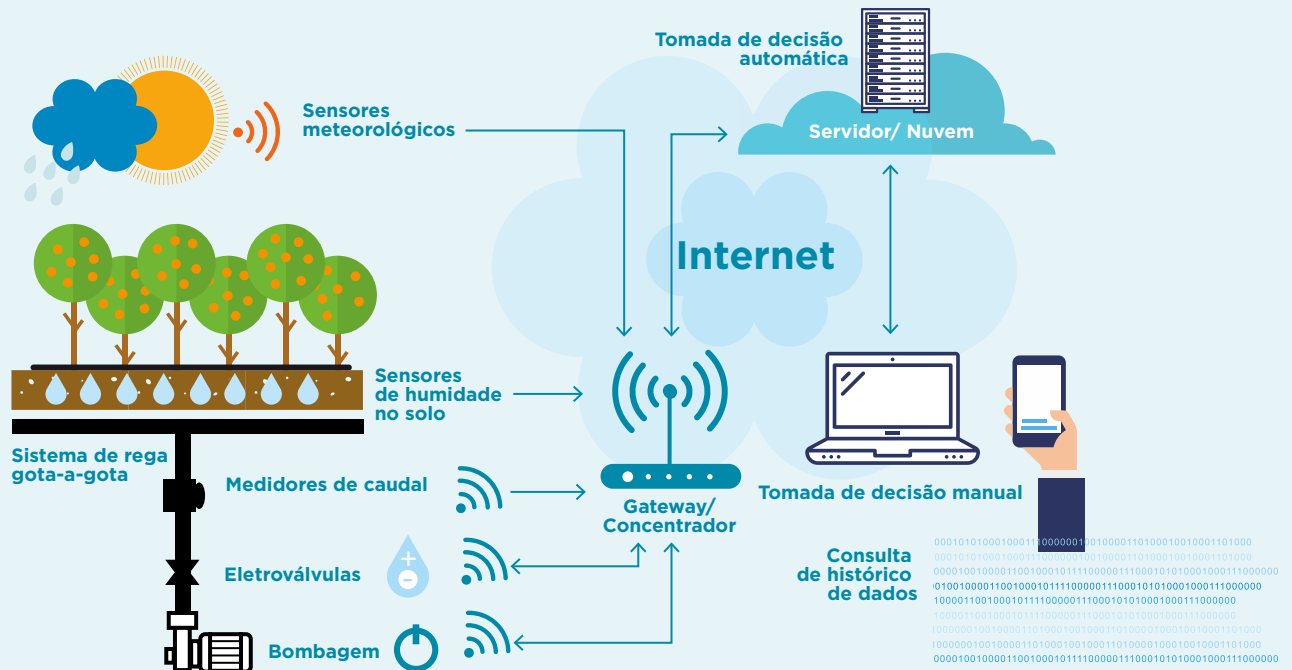 Tomada de decisão
automática
Servidor/ Nuvem
Sensores
meteorológicos
Internet
Sensores
de humidade
no solo
Sistema de rega
gota-a-gota
Medidores de caudal
Gateway/
Concentrador
Tomada de decisão manual
Eletroválvulas
Bombagem
Consulta
de histórico
de dados